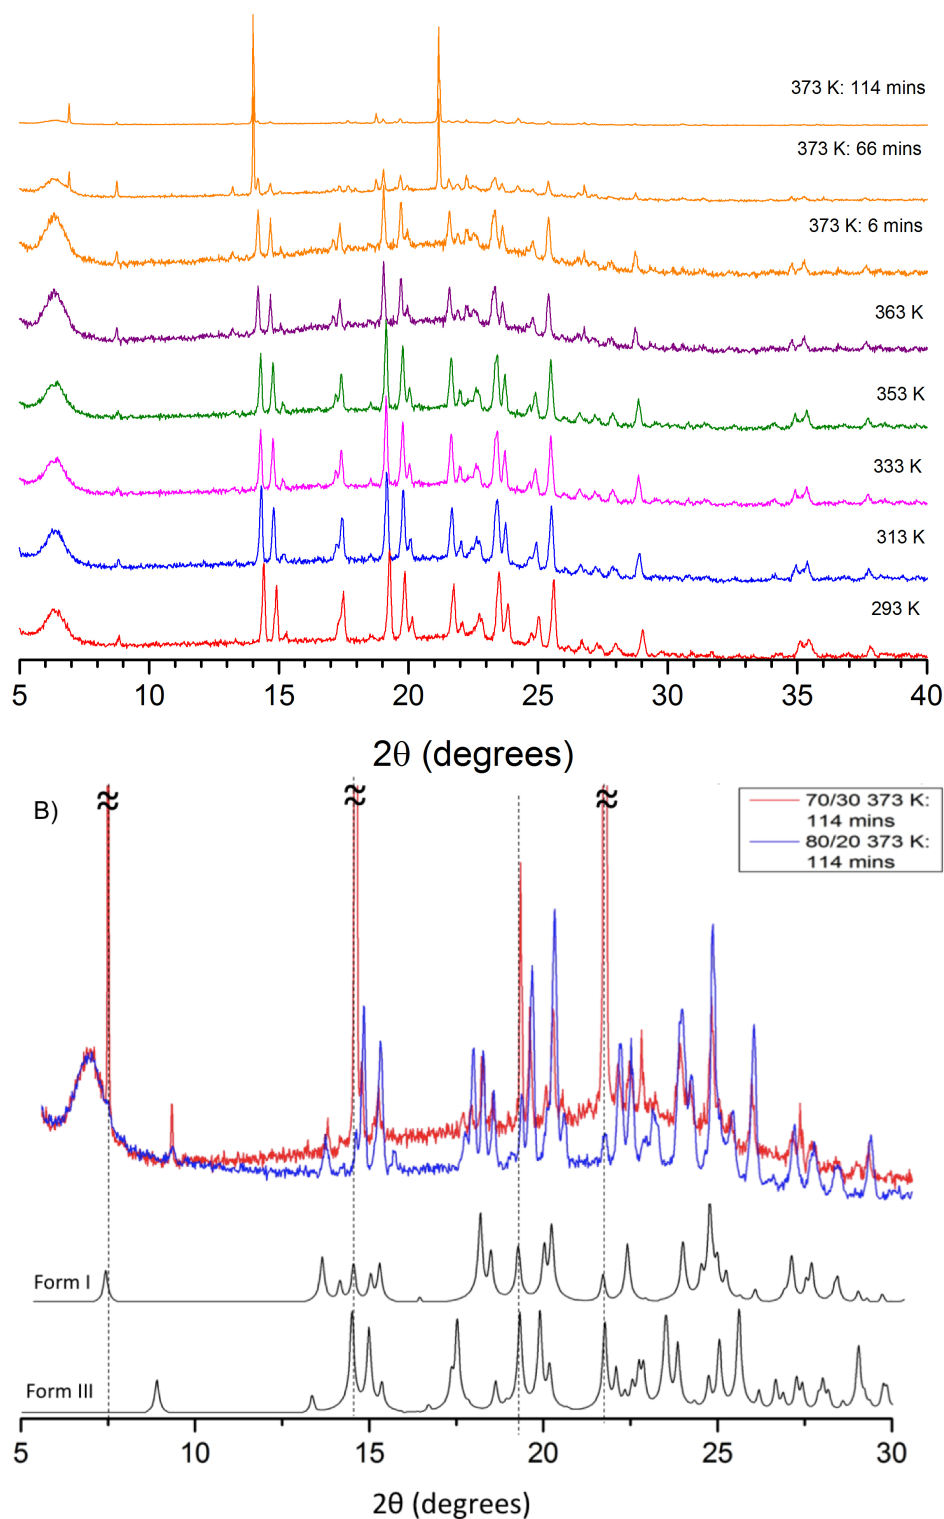 373 K: 114 mins
373 K: 66 mins
373 K: 6 mins
363 K
353 K
333 K
313 K
293 K
5 10 15 20 25 30 35 40
2θ (degrees)
B)
70/30 373 K:
114 mins
80/20 373 K:
114 mins
Form I
Form III
5 10 15 20 25 30
2θ (degrees)